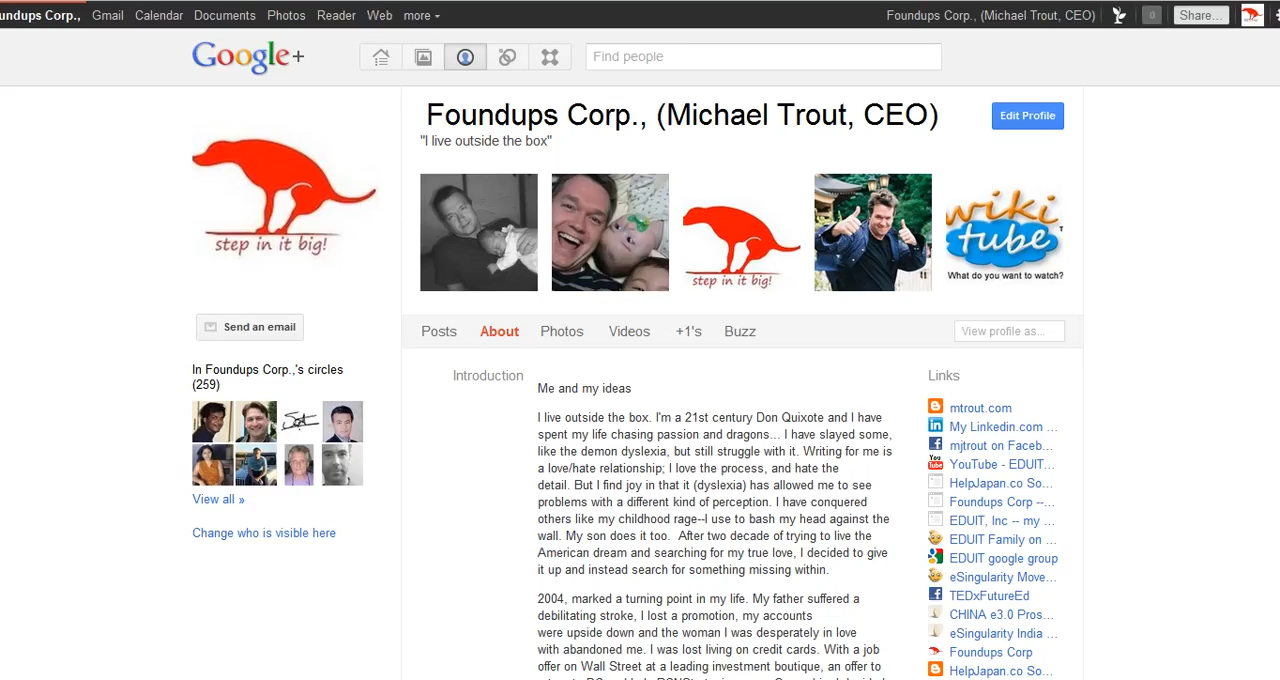 Foundups Corp., Gmail Calendar Documents Photos Reader Web more
Foundups Corp., (Michael Trout, CEO) 0 Share...
Google+
Find people
Foundups Corp., (Michael Trout, CEO)
Edit Profile
"I live outside the box"
step in it big!
step in it big!
wiki
tube
What do you want to watch?
Send an email
Posts About Photos Videos +1's Buzz
View profile as...
In Foundups Corp.,'s circles
(259)
View all »
Change who is visible here
Introduction
Me and my ideas
I live outside the box. I'm a 21st century Don Quixote and I have
spent my life chasing passion and dragons... I have slayed some,
like the demon dyslexia, but still struggle with it. Writing for me is
a love/hate relationship; I love the process, and hate the
detail. But I find joy in that it (dyslexia) has allowed me to see
problems with a different kind of perception. I have conquered
others like my childhood rage--I use to bash my head against the
wall. My son does it too.  After two decade of trying to live the
American dream and searching for my true love, I decided to give
it up and instead search for something missing within.
2004, marked a turning point in my life. My father suffered a
debilitating stroke, I lost a promotion, my accounts
were upside down and the woman I was desperately in love
with abandoned me. I was lost living on credit cards. With a job
offer on Wall Street at a leading investment boutique, an offer to
Links
mtrout.com
My Linkedin.com ...
mjtrout on Faceb...
YouTube - EDUIT...
HelpJapan.co So...
Foundups Corp --...
EDUIT, Inc -- my ...
EDUIT Family on ...
EDUIT google group
eSingularity Move...
TEDxFutureEd
CHINA e3.0 Pros...
eSingularity India ...
Foundups Corp
HelpJapan.co So...